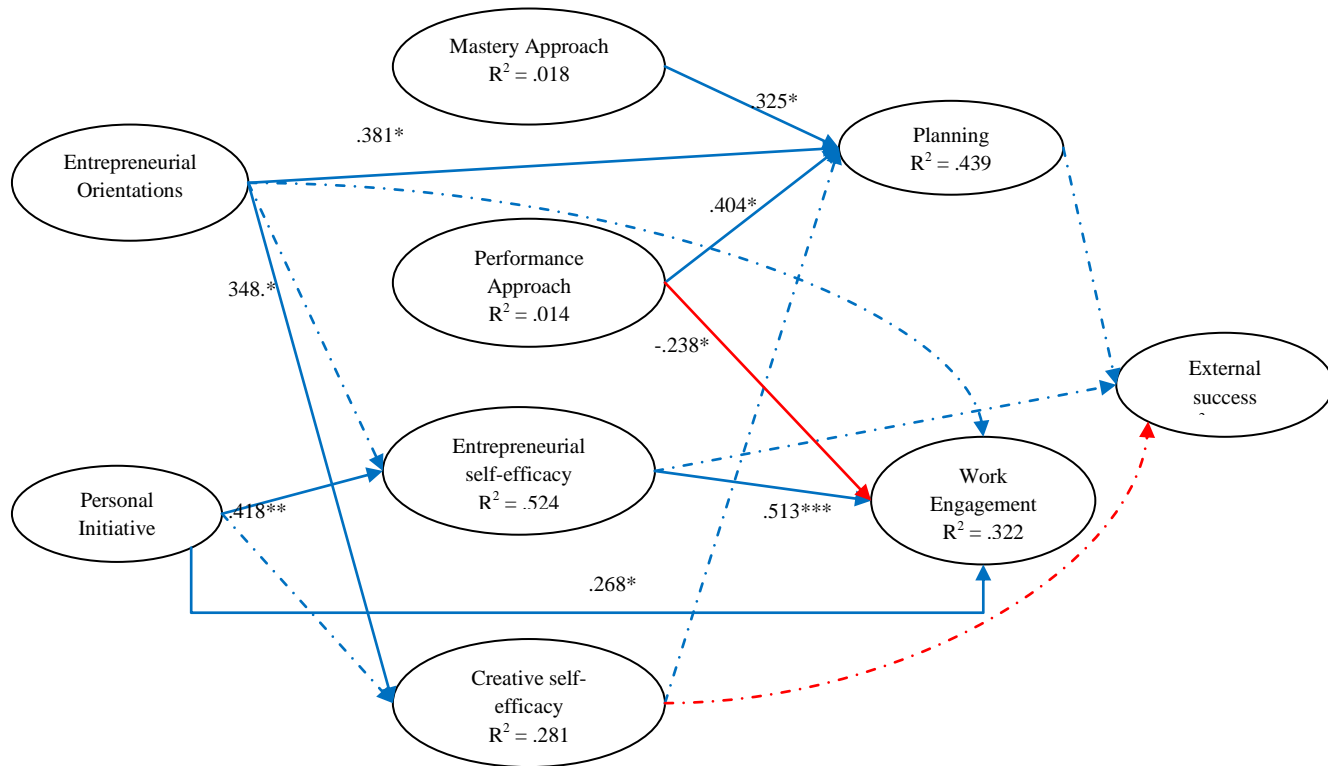 Mastery Approach
R² = .018
.325*
.381*
Planning
R² = .439
Entrepreneurial
Orientations
.404*
Performance
Approach
R² = .014
348.*
-.238*
External
success
Entrepreneurial
self-efficacy
R² = .524
Work
Engagement
R² = .322
Personal
Initiative
.418**
.513***
.268*
Creative self-
efficacy
R² = .281